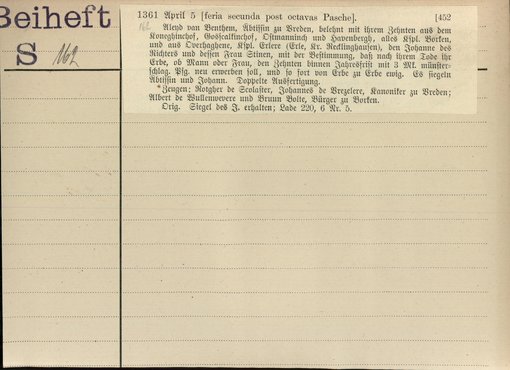 Beiheft
S 162
1361 April 5 [feria secunda post octavas Pasche]. [452
162
Aleyd van Benthem, Äbtissin zu Vreden, belehnt mit ihrem Zehnten aus dem
Koneghinchof, Gosscalkinchof, Ostmanninch und Havenbergh, alles Kspl. Borken,
und aus Overhaghene, Kspl. Erlere (Erle, Kr. Recklinghausen), den Johanne des
Richters und dessen Frau Stinen, mit der Bestimmung, daß nach ihrem Tode ihr
Erbe, ob Mann oder Frau, den Zehnten binnen Jahresfrist mit 3 Mk. münster-
schlag. Pfg. neu erwerben soll, und so fort von Erbe zu Erbe ewig. Es siegeln
Äbtissin und Johann. Doppelte Ausfertigung.
*Zeugen: Rotgher de Scolaster, Johannes de Brezelere, Kanoniker zu Vreden;
Albert de Wullenwevere und Bruun Bolte, Bürger zu Borken.
Orig. Siegel des J. erhalten; Lade 220, 6 Nr. 5.